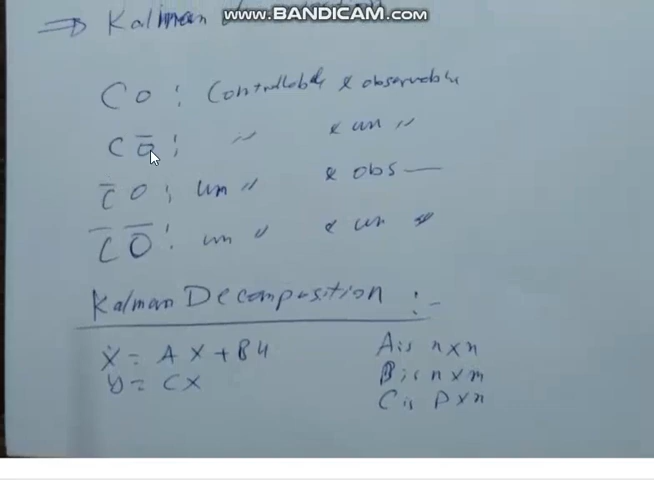 WWW.BANDICAM.COM
⇒ Kalman
CO : Controllable & observable
C͞O : " & un "
C̅O : un " & obs —
C̅ O̅ : un " & un "
Kalman Decomposition :-
Ẋ = AX + BU A is n×n
y = CX B is n×m
C is P×n